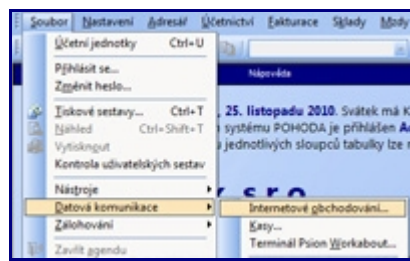 Soubor Nastavení Adresář Účetnictví Fakturace Sklady Mzdy
Účetní jednotky Ctrl+U
Přihlásit se...
Změnit heslo...
Nápověda
Tiskové sestavy... Ctrl+T
, 25. listopadu 2010. Svátek má K
Náhled Ctrl+Shift+T
systému POHODA je přihlášen A
Vytisknout
jednotlivých sloupců tabulky lze
Kontrola uživatelských sestav
Nástroje
s r o
Datová komunikace
Internetové obchodování...
Zálohování
Kasy...
Zavřít agendu
Terminál Psion Workabout...